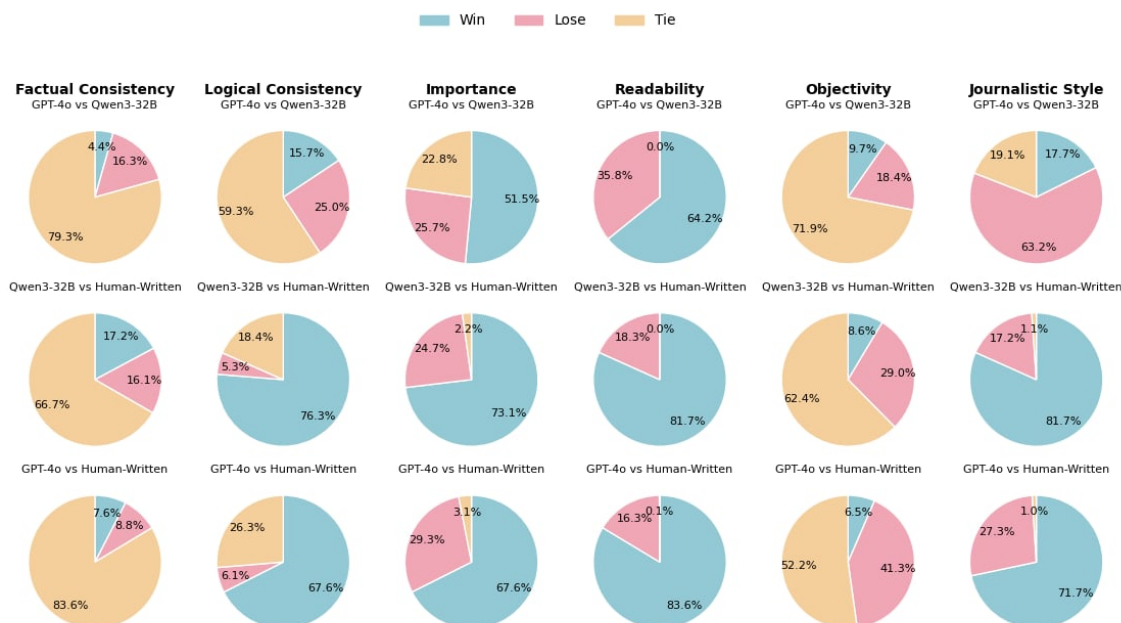 Win Lose Tie
Factual Consistency Logical Consistency Importance Readability Objectivity Journalistic Style
GPT-4o vs Qwen3-32B GPT-4o vs Qwen3-32B GPT-4o vs Qwen3-32B GPT-4o vs Qwen3-32B GPT-4o vs Qwen3-32B GPT-4o vs Qwen3-32B
4.4% 16.3% 79.3%
15.7% 25.0% 59.3%
22.8% 51.5% 25.7%
0.0% 35.8% 64.2%
9.7% 18.4% 71.9%
19.1% 17.7% 63.2%
Qwen3-32B vs Human-Written Qwen3-32B vs Human-Written Qwen3-32B vs Human-Written Qwen3-32B vs Human-Written Qwen3-32B vs Human-Written Qwen3-32B vs Human-Written
17.2% 16.1% 66.7%
18.4% 5.3% 76.3%
2.2% 24.7% 73.1%
0.0% 18.3% 81.7%
8.6% 29.0% 62.4%
1.1% 17.2% 81.7%
GPT-4o vs Human-Written GPT-4o vs Human-Written GPT-4o vs Human-Written GPT-4o vs Human-Written GPT-4o vs Human-Written GPT-4o vs Human-Written
7.6% 8.8% 83.6%
26.3% 6.1% 67.6%
3.1% 29.3% 67.6%
0.1% 16.3% 83.6%
6.5% 41.3% 52.2%
1.0% 27.3% 71.7%